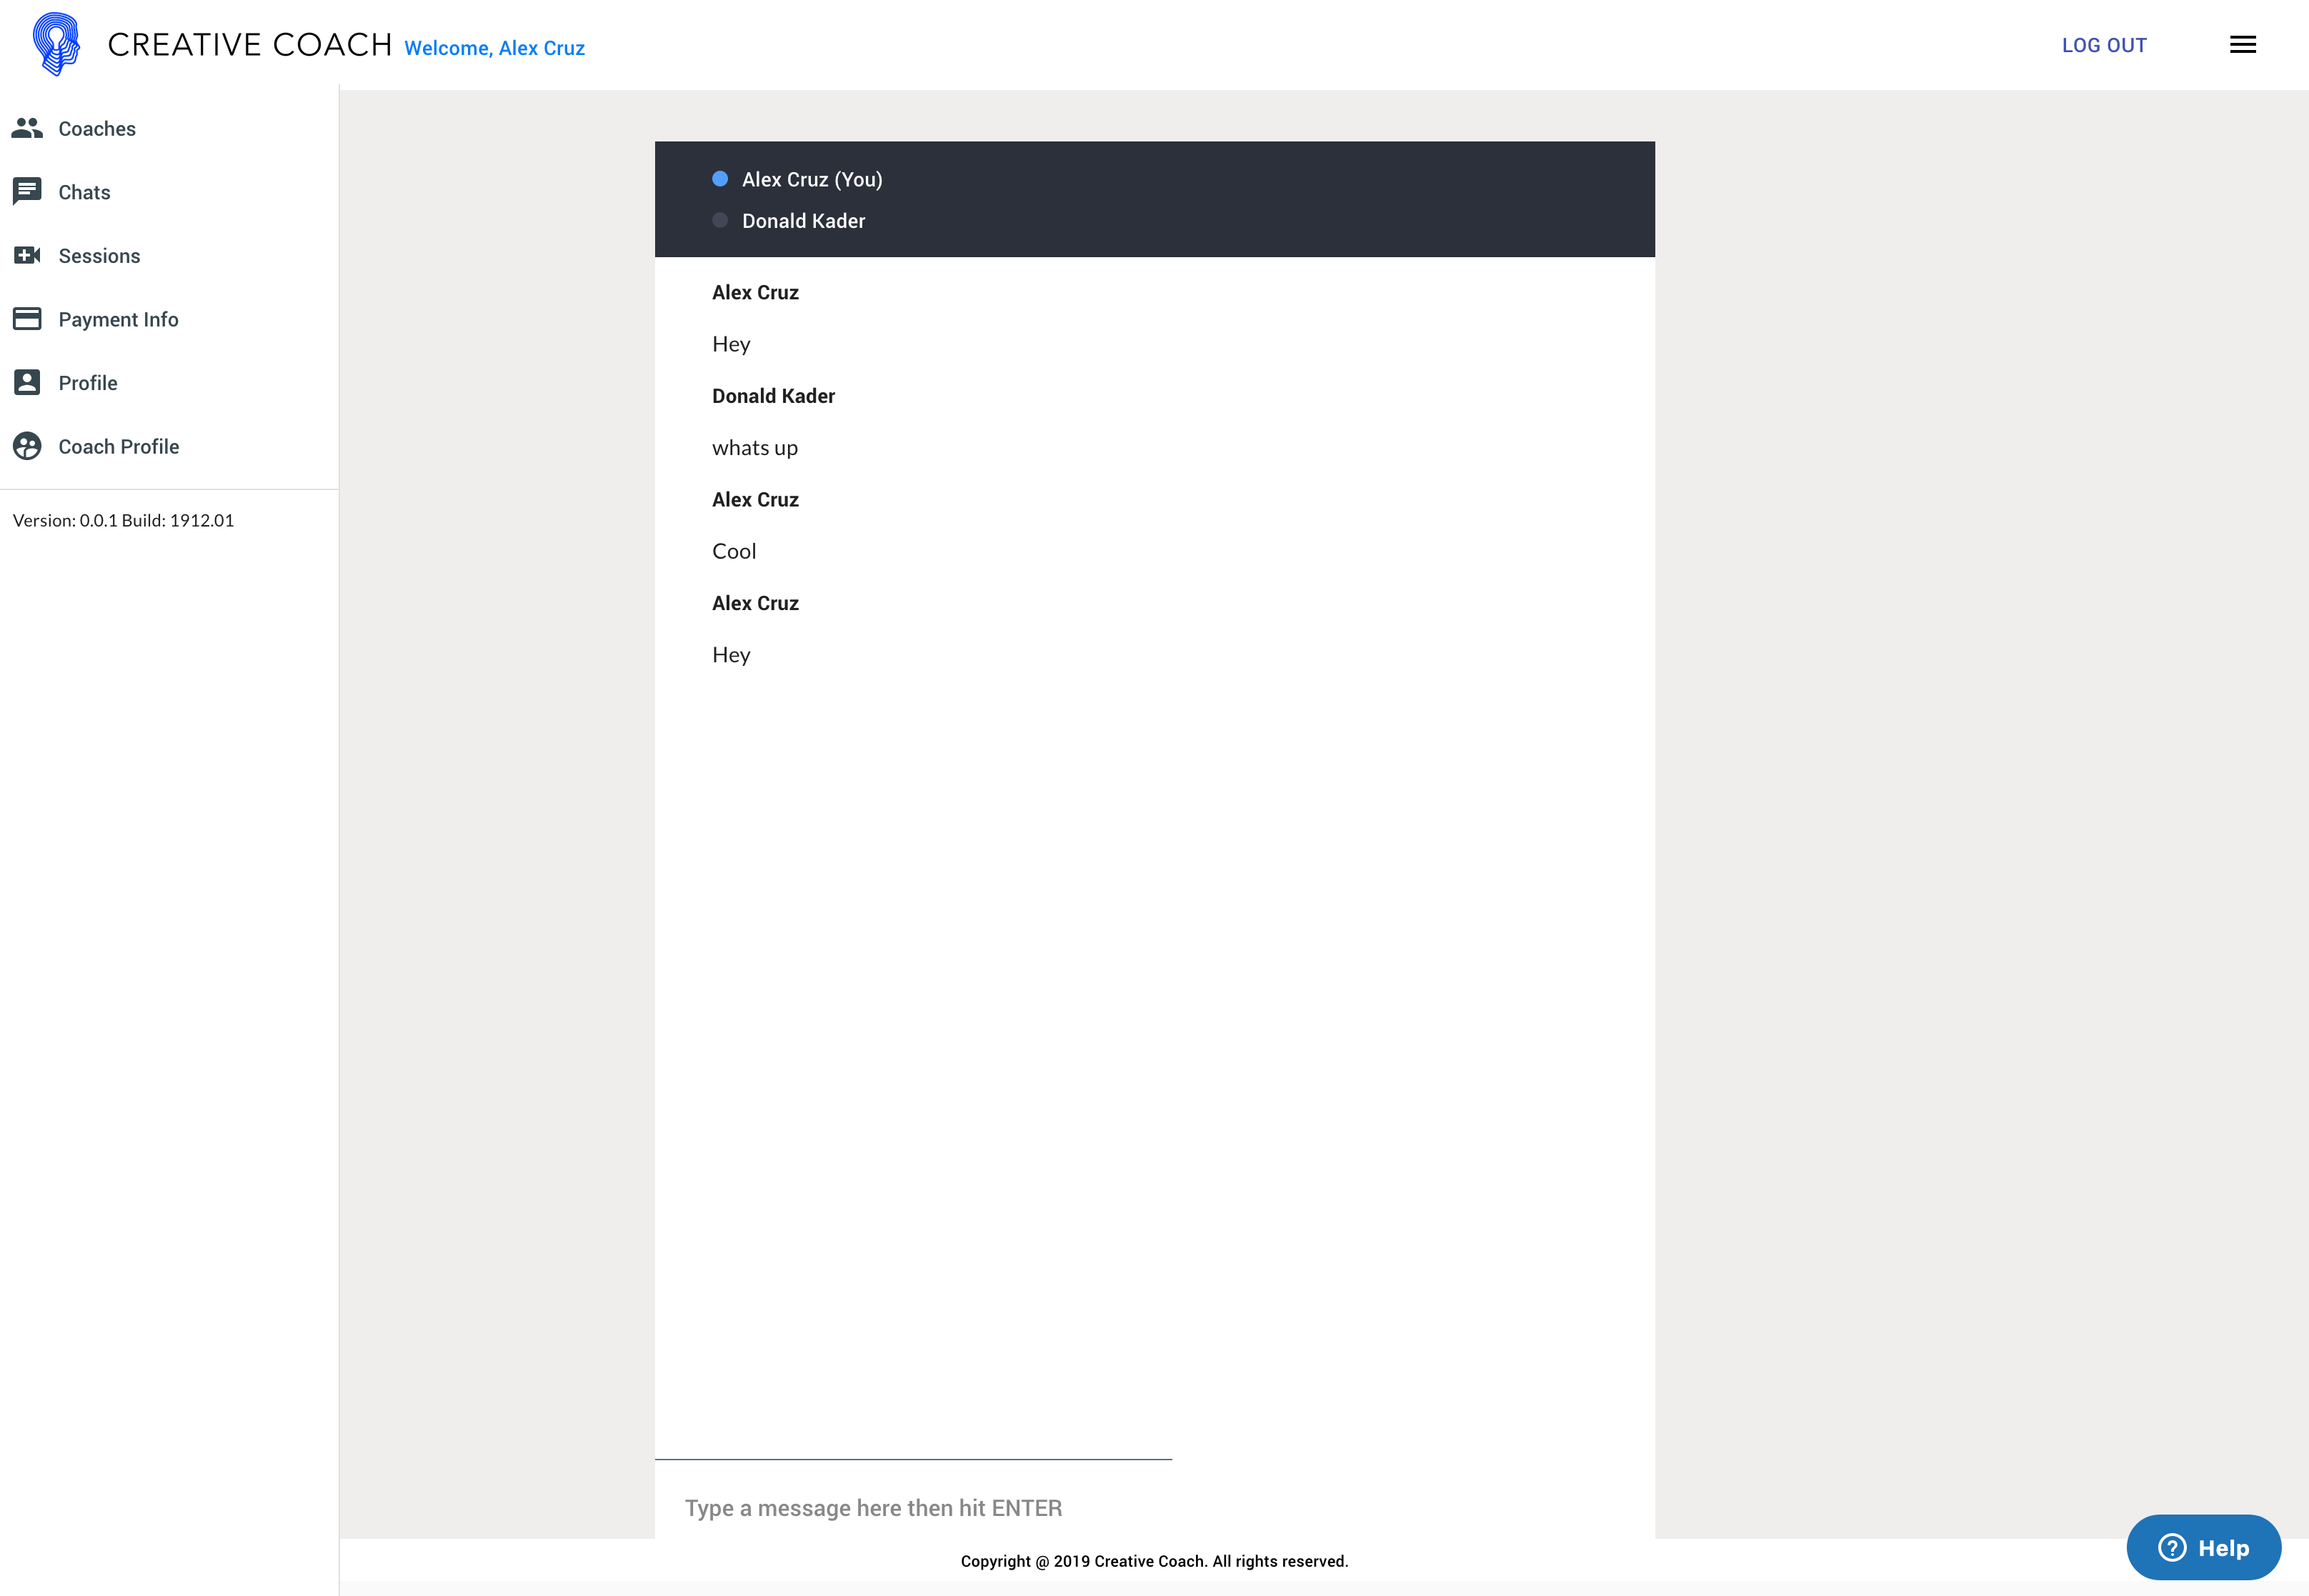 CREATIVE COACH Welcome, Alex Cruz
LOG OUT
Coaches
Chats
Sessions
Payment Info
Profile
Coach Profile
Version: 0.0.1 Build: 1912.01
Alex Cruz (You)
Donald Kader
Alex Cruz
Hey
Donald Kader
whats up
Alex Cruz
Cool
Alex Cruz
Hey
Type a message here then hit ENTER
Copyright @ 2019 Creative Coach. All rights reserved.
Help